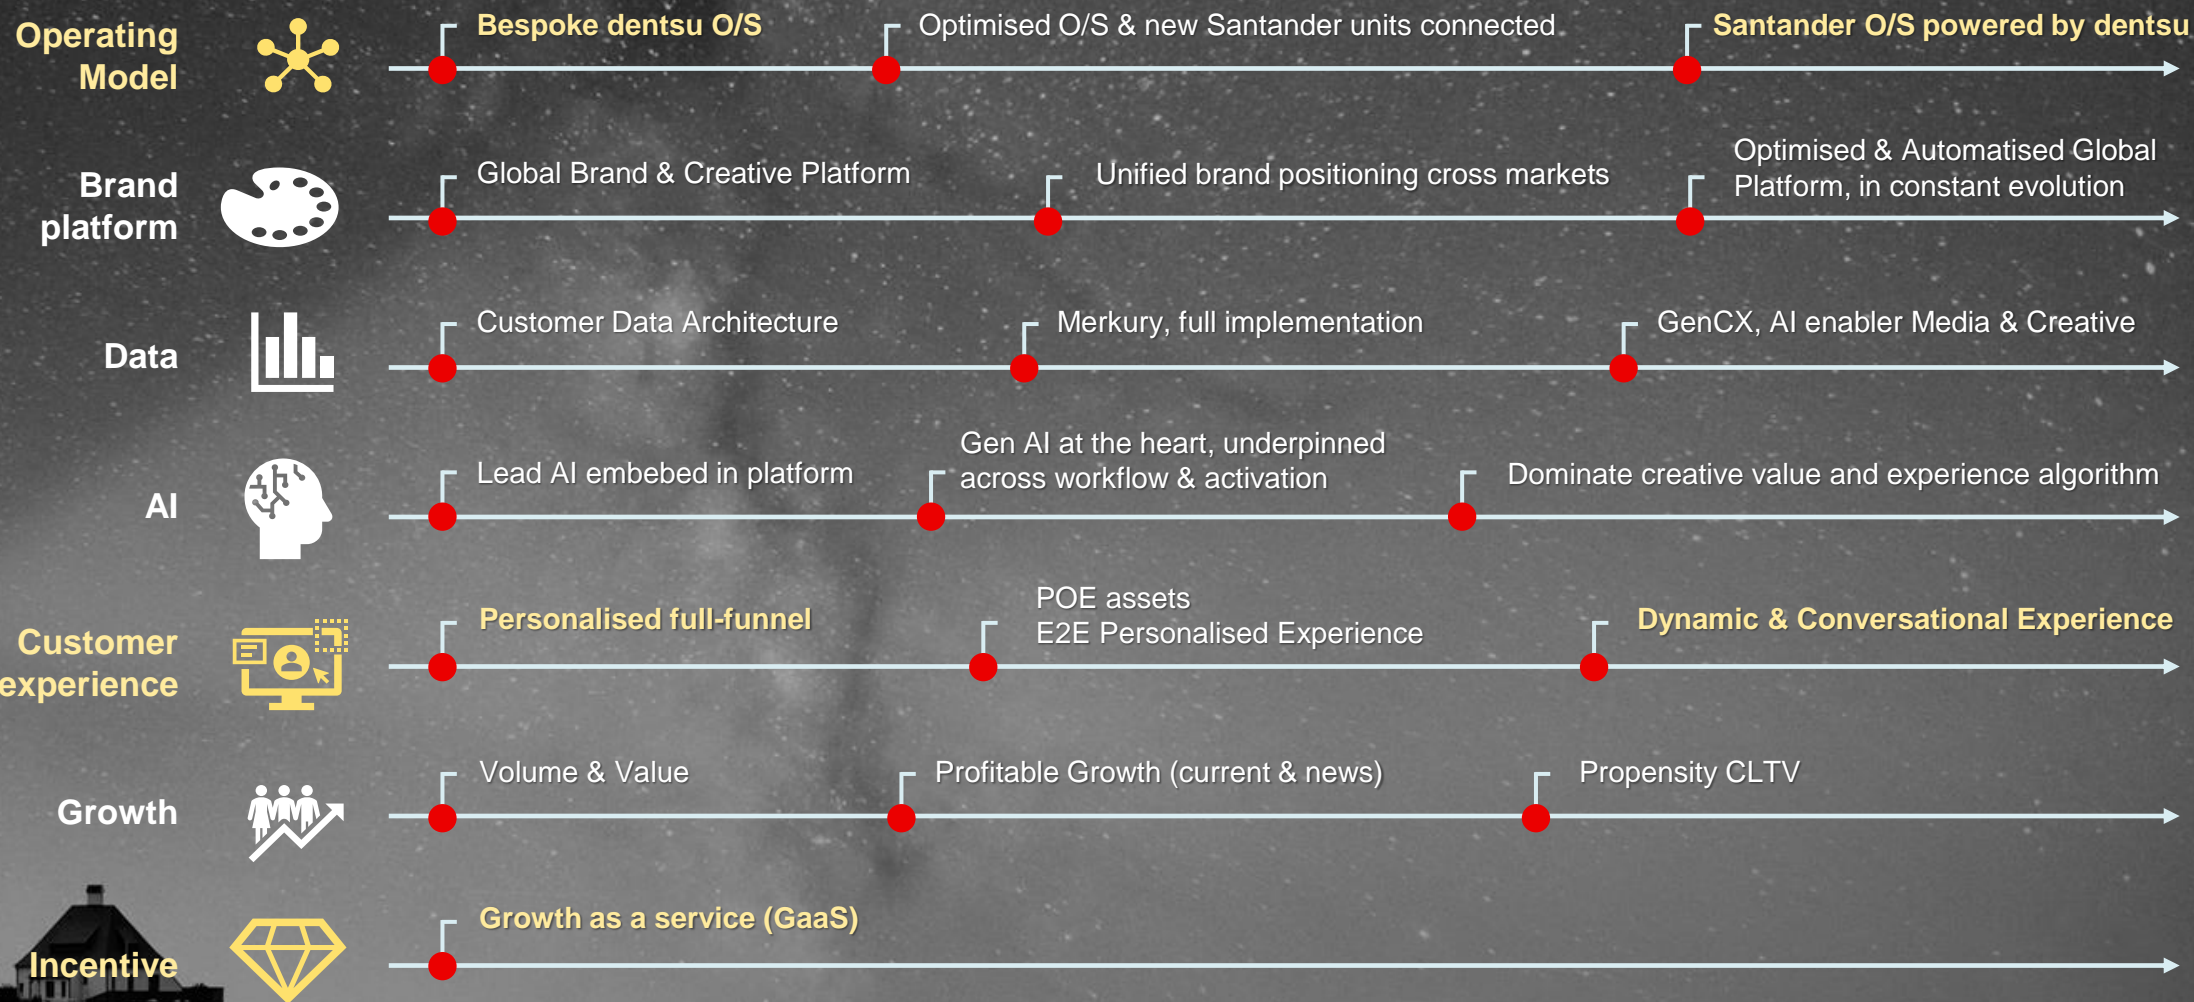 Operating
Model
Bespoke dentsu O/S
Optimised O/S & new Santander units connected
Santander O/S powered by dentsu
Brand
platform
Global Brand & Creative Platform
Unified brand positioning cross markets
Optimised & Automatised Global
Platform, in constant evolution
Data
Customer Data Architecture
Merkury, full implementation
GenCX, AI enabler Media & Creative
AI
Lead AI embebed in platform
Gen AI at the heart, underpinned
across workflow & activation
Dominate creative value and experience algorithm
Customer
experience
Personalised full-funnel
POE assets
E2E Personalised Experience
Dynamic & Conversational Experience
Growth
Volume & Value
Profitable Growth (current & news)
Propensity CLTV
Incentive
Growth as a service (GaaS)